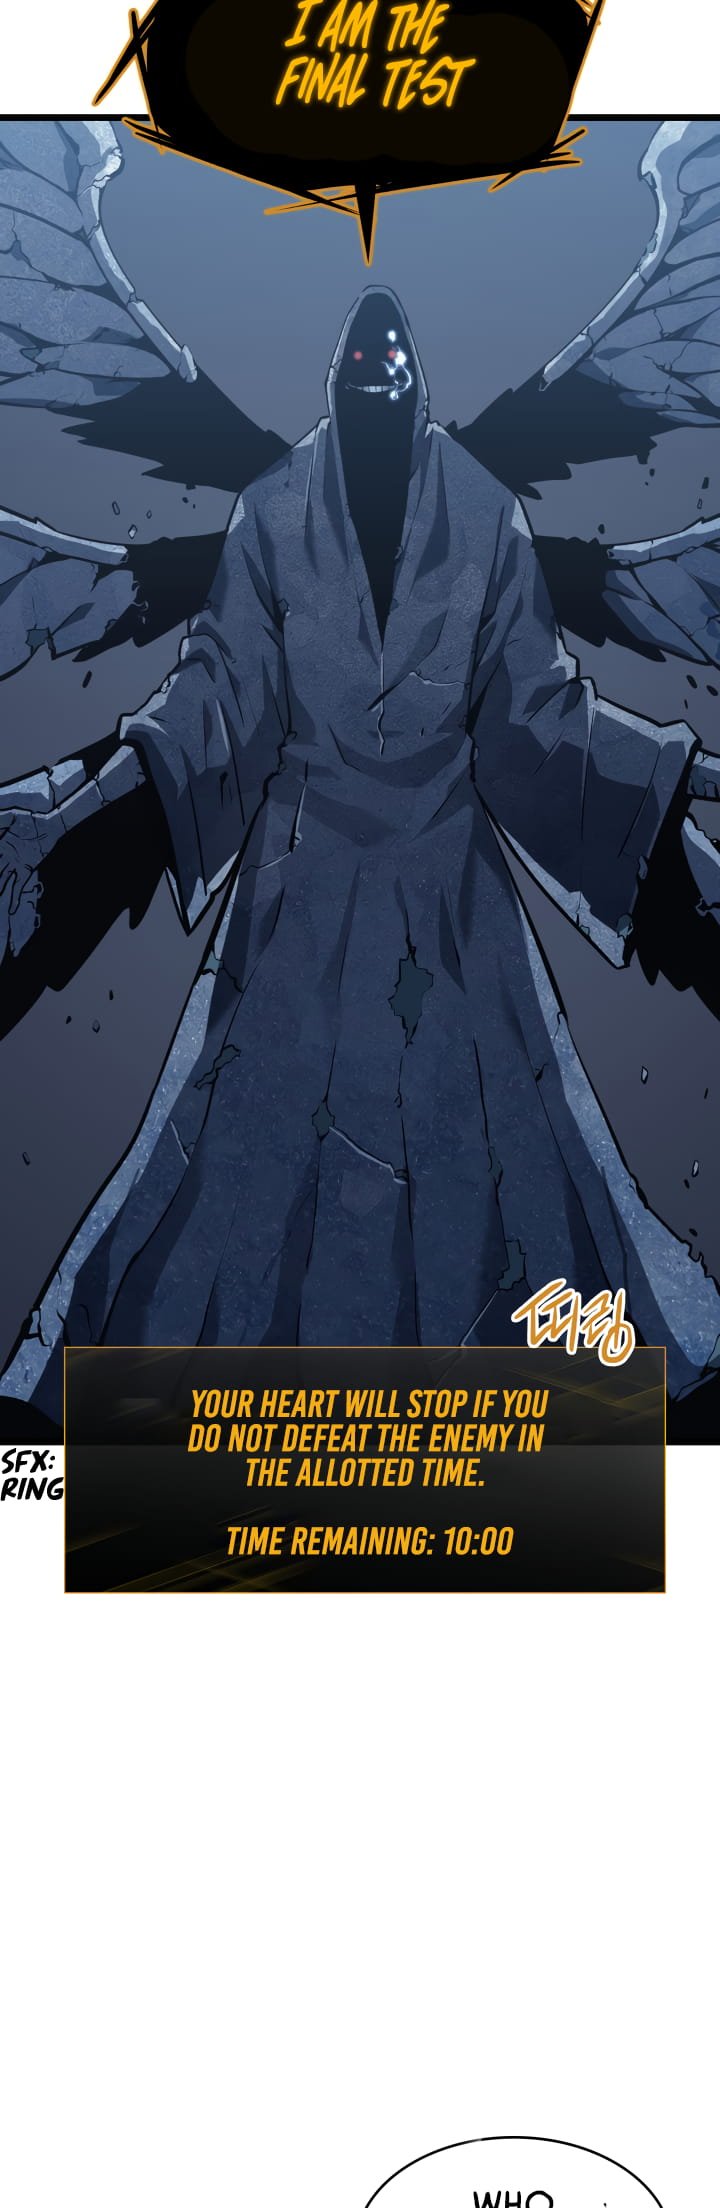 I AM THE
FINAL TEST
띠링
YOUR HEART WILL STOP IF YOU
DO NOT DEFEAT THE ENEMY IN
THE ALLOTTED TIME.
SFX:
RING
TIME REMAINING: 10:00
WHO